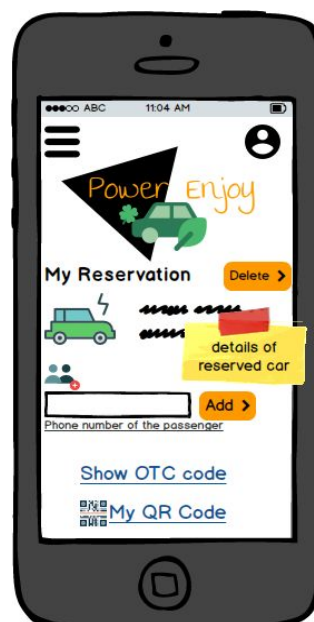 ABC 11:04 AM
Power Enjoy
My Reservation Delete >
details of
reserved car
Add >
Phone number of the passenger
Show OTC code
My QR Code